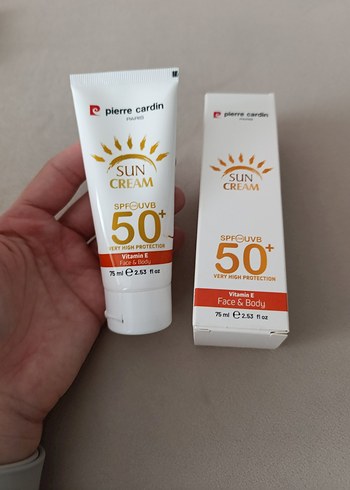 pierre cardin
SUN
CREAM
SPF UVB
50+
VERY HIGH PROTECTION
Vitamin E
Face & Body
75 ml ℮ 2.53 fl oz
pierre cardin
SUN
CREAM
SPF UVB
50+
VERY HIGH PROTECTION
Vitamin E
Face & Body
75 ml ℮ 2.53 fl oz